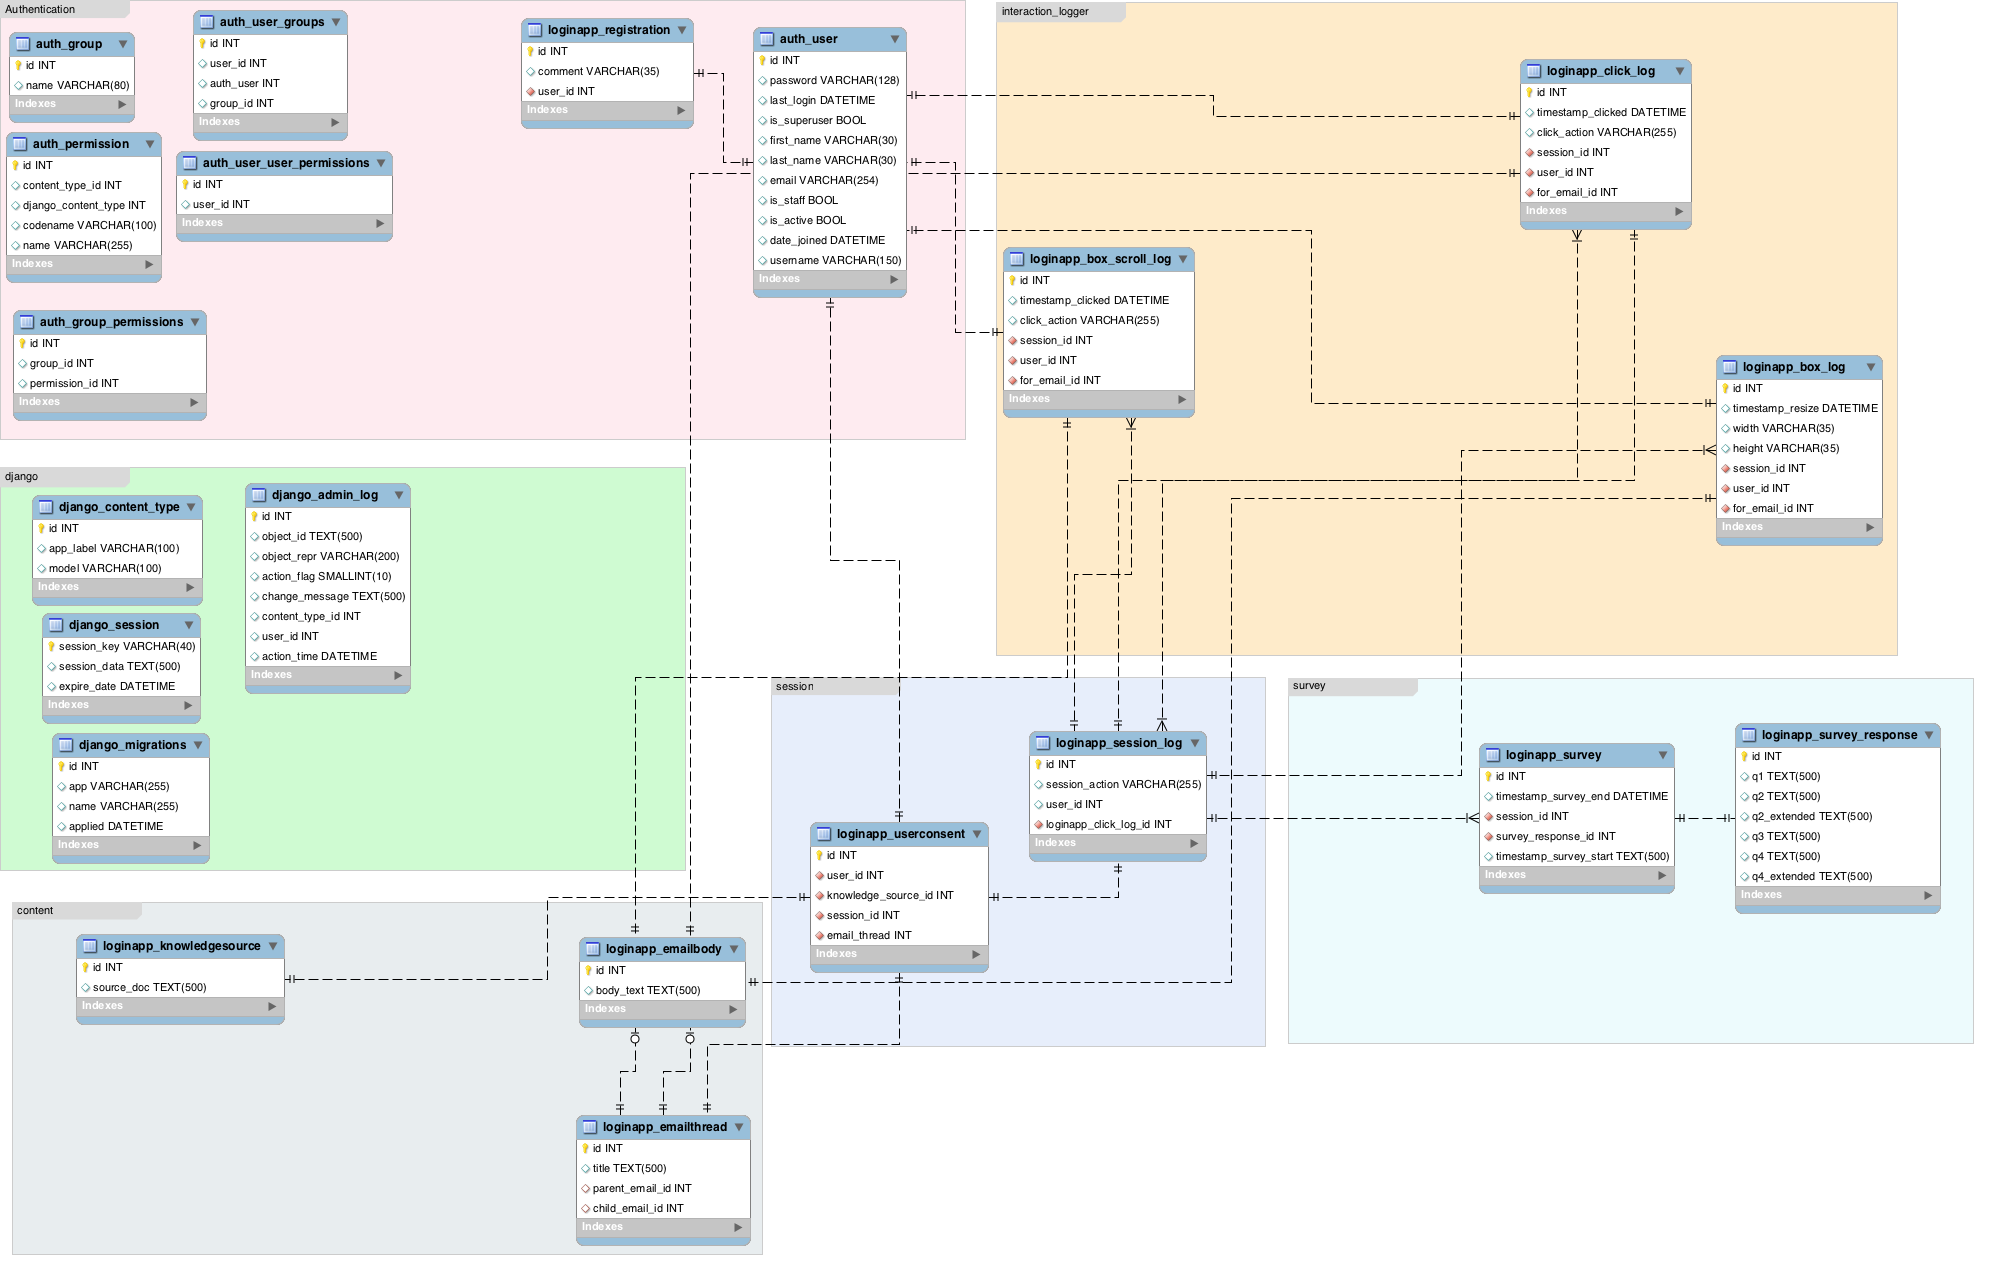 Authentication
auth_group
id INT
name VARCHAR(80)
Indexes
auth_user_groups
id INT
user_id INT
auth_user INT
group_id INT
Indexes
auth_permission
id INT
content_type_id INT
django_content_type INT
codename VARCHAR(100)
name VARCHAR(255)
Indexes
auth_user_user_permissions
id INT
user_id INT
Indexes
auth_group_permissions
id INT
group_id INT
permission_id INT
Indexes
loginapp_registration
id INT
comment VARCHAR(35)
user_id INT
Indexes
auth_user
id INT
password VARCHAR(128)
last_login DATETIME
is_superuser BOOL
first_name VARCHAR(30)
last_name VARCHAR(30)
email VARCHAR(254)
is_staff BOOL
is_active BOOL
date_joined DATETIME
username VARCHAR(150)
Indexes
interaction_logger
loginapp_click_log
id INT
timestamp_clicked DATETIME
click_action VARCHAR(255)
session_id INT
user_id INT
for_email_id INT
Indexes
loginapp_box_scroll_log
id INT
timestamp_clicked DATETIME
click_action VARCHAR(255)
session_id INT
user_id INT
for_email_id INT
Indexes
loginapp_box_log
id INT
timestamp_resize DATETIME
width VARCHAR(35)
height VARCHAR(35)
session_id INT
user_id INT
for_email_id INT
Indexes
django
django_content_type
id INT
app_label VARCHAR(100)
model VARCHAR(100)
Indexes
django_session
session_key VARCHAR(40)
session_data TEXT(500)
expire_date DATETIME
Indexes
django_migrations
id INT
app VARCHAR(255)
name VARCHAR(255)
applied DATETIME
Indexes
django_admin_log
id INT
object_id TEXT(500)
object_repr VARCHAR(200)
action_flag SMALLINT(10)
change_message TEXT(500)
content_type_id INT
user_id INT
action_time DATETIME
Indexes
session
loginapp_session_log
id INT
session_action VARCHAR(255)
user_id INT
loginapp_click_log_id INT
Indexes
loginapp_userconsent
id INT
user_id INT
knowledge_source_id INT
session_id INT
email_thread INT
Indexes
survey
loginapp_survey
id INT
timestamp_survey_end DATETIME
session_id INT
survey_response_id INT
timestamp_survey_start TEXT(500)
Indexes
loginapp_survey_response
id INT
q1 TEXT(500)
q2 TEXT(500)
q2_extended TEXT(500)
q3 TEXT(500)
q4 TEXT(500)
q4_extended TEXT(500)
Indexes
content
loginapp_knowledgesource
id INT
source_doc TEXT(500)
Indexes
loginapp_emailbody
id INT
body_text TEXT(500)
Indexes
loginapp_emailthread
id INT
title TEXT(500)
parent_email_id INT
child_email_id INT
Indexes